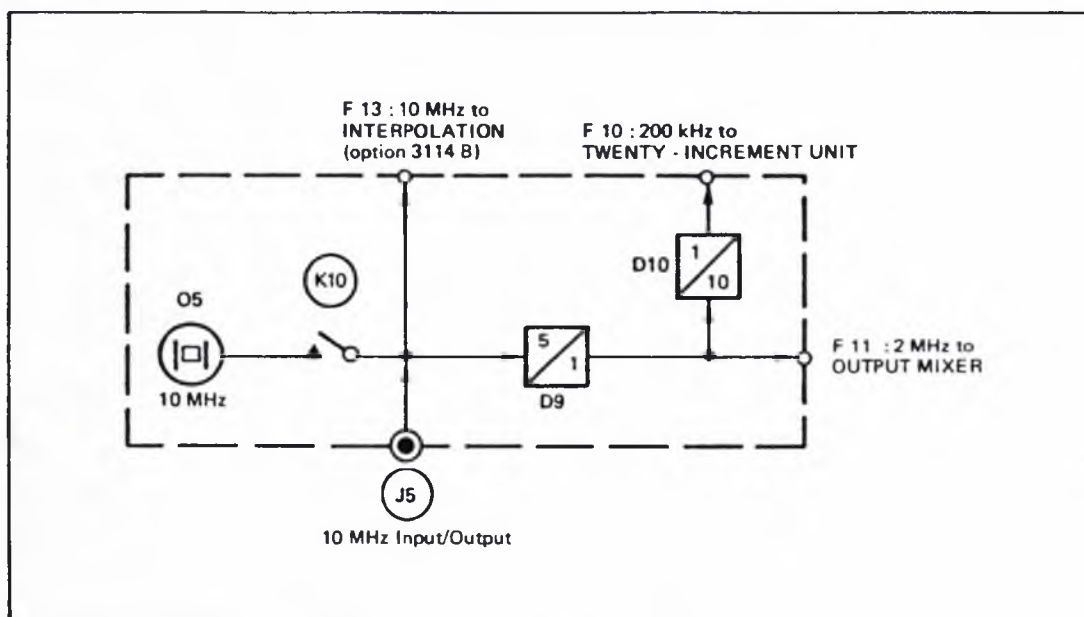 F 13 : 10 MHz to
INTERPOLATION
(option 3114 B)
F 10 : 200 kHz to
TWENTY - INCREMENT UNIT
D10
1
10
K10
O5
10 MHz
5
1
D9
F 11 : 2 MHz to
OUTPUT MIXER
J5
10 MHz Input/Output